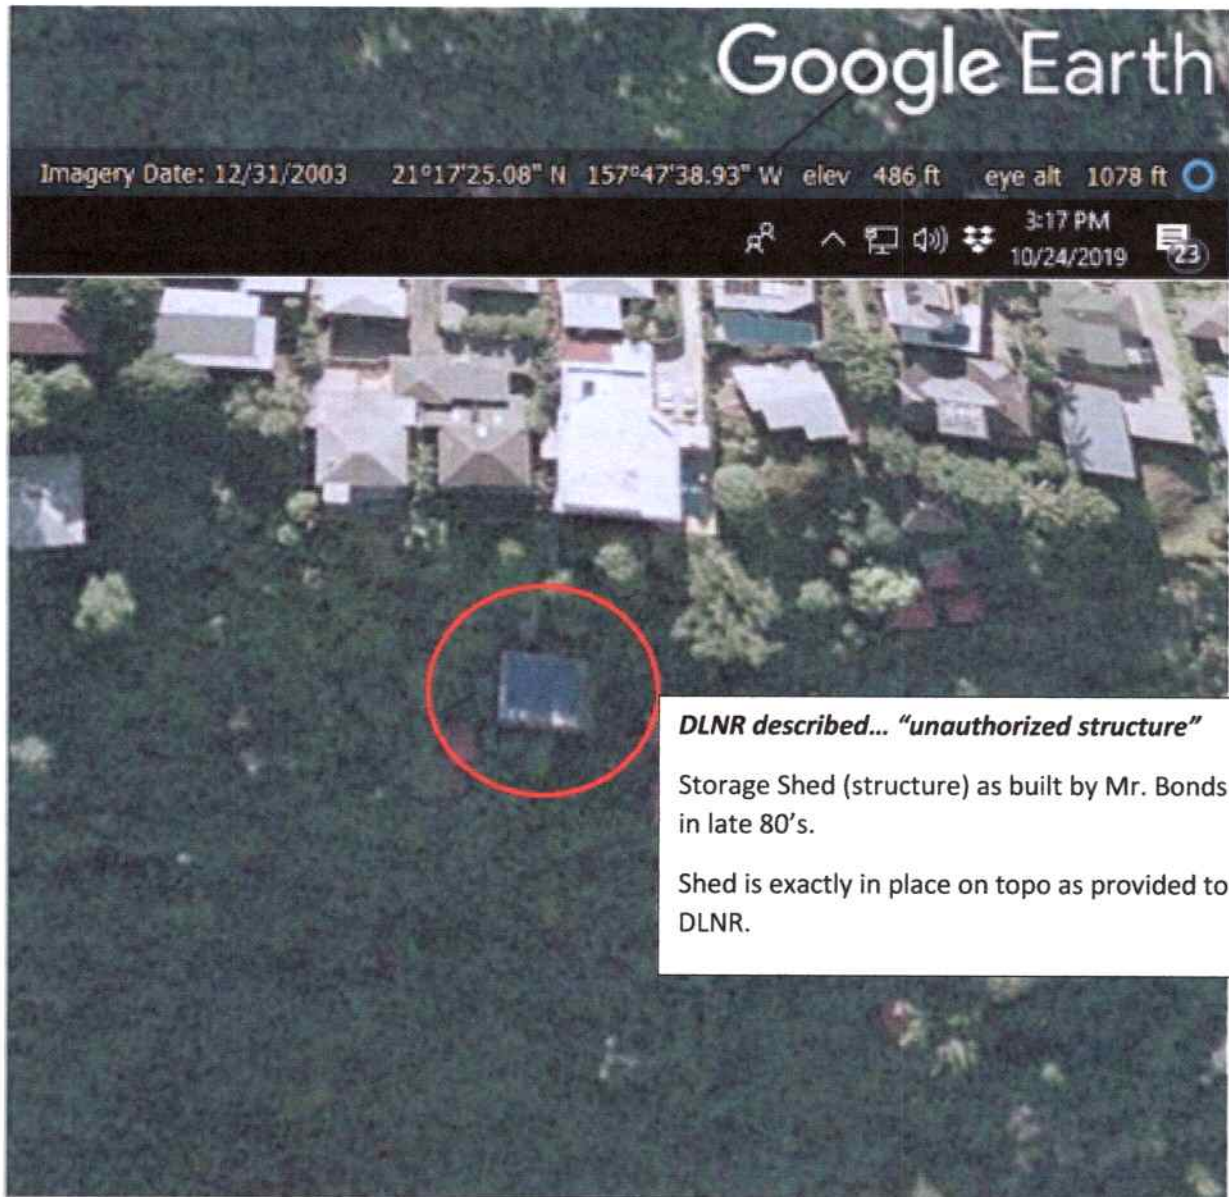 Google Earth
Imagery Date: 12/31/2003 21°17'25.08" N 157°47'38.93" W elev 486 ft eye alt 1078 ft
3:17 PM
10/24/2019
23
DLNR described... "unauthorized structure"
Storage Shed (structure) as built by Mr. Bonds
in late 80's.
Shed is exactly in place on topo as provided to
DLNR.